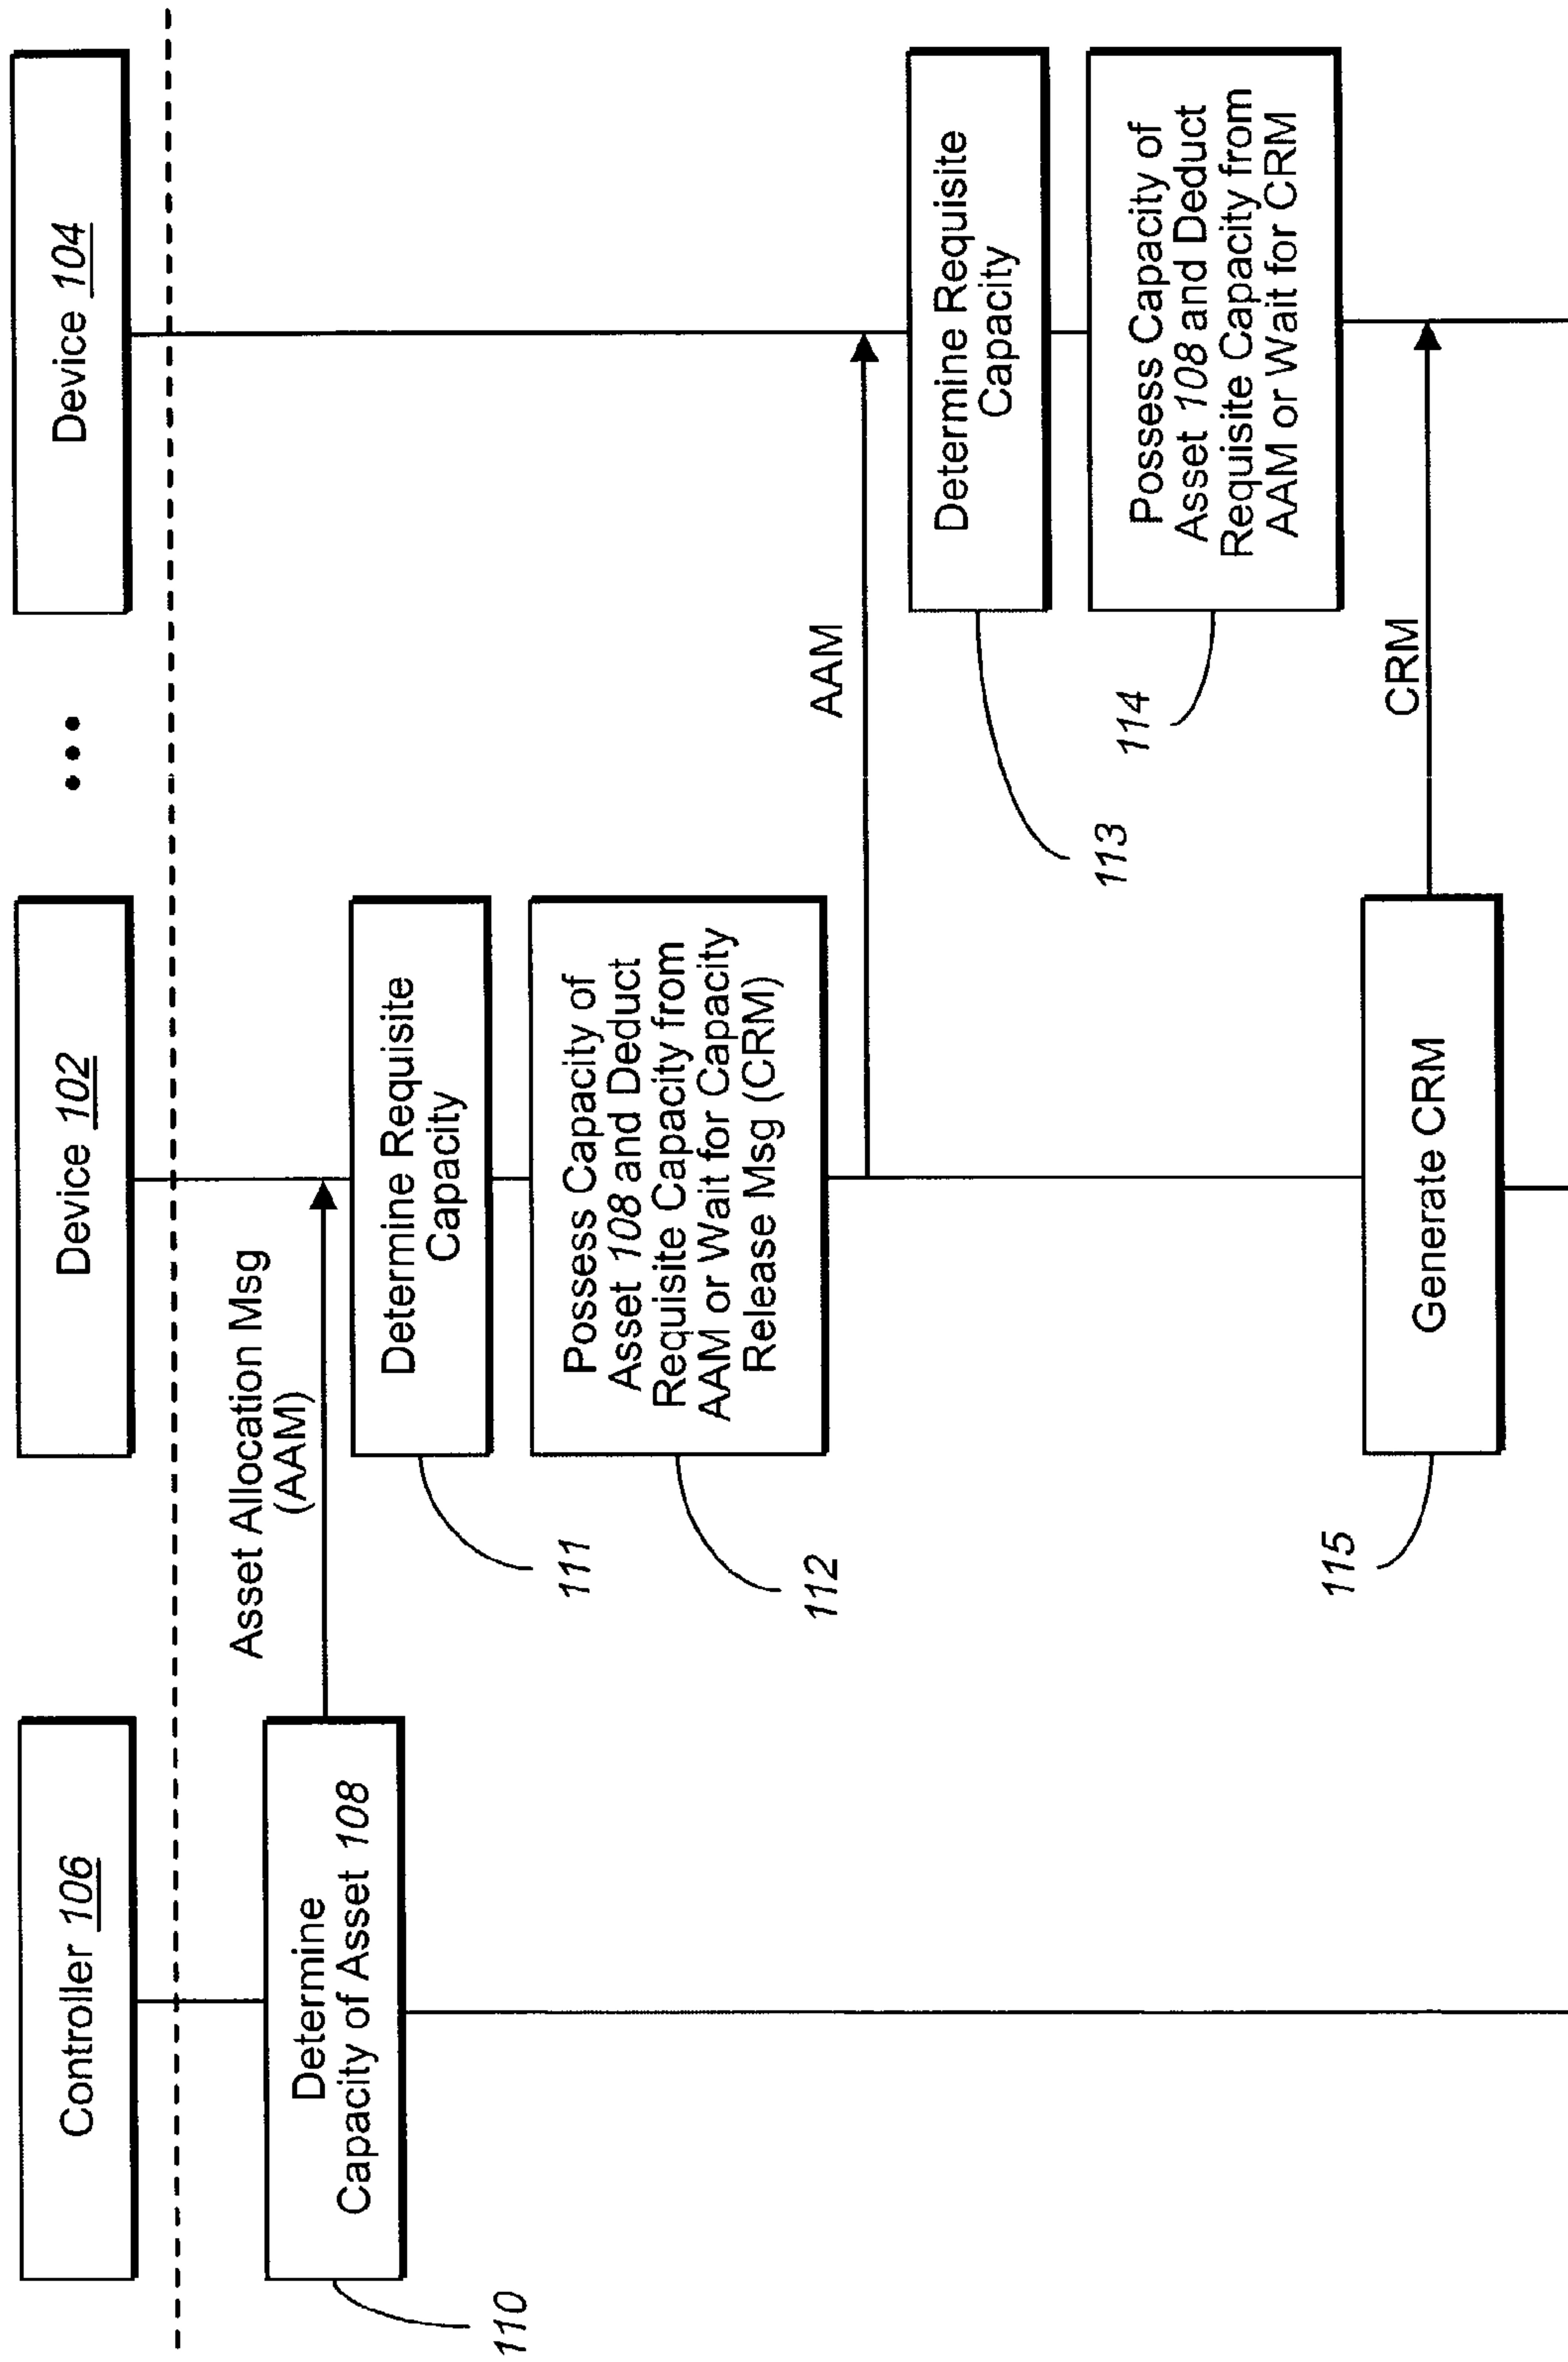 Controller 106
Device 102
• • •
Device 104
Asset Allocation Msg
(AAM)
Determine
Capacity of Asset 108
110
Determine Requisite
Capacity
111
Possess Capacity of
Asset 108 and Deduct
Requisite Capacity from
AAM or Wait for Capacity
Release Msg (CRM)
112
AAM
Determine Requisite
Capacity
113
Possess Capacity of
Asset 108 and Deduct
Requisite Capacity from
AAM or Wait for CRM
114
CRM
Generate CRM
115